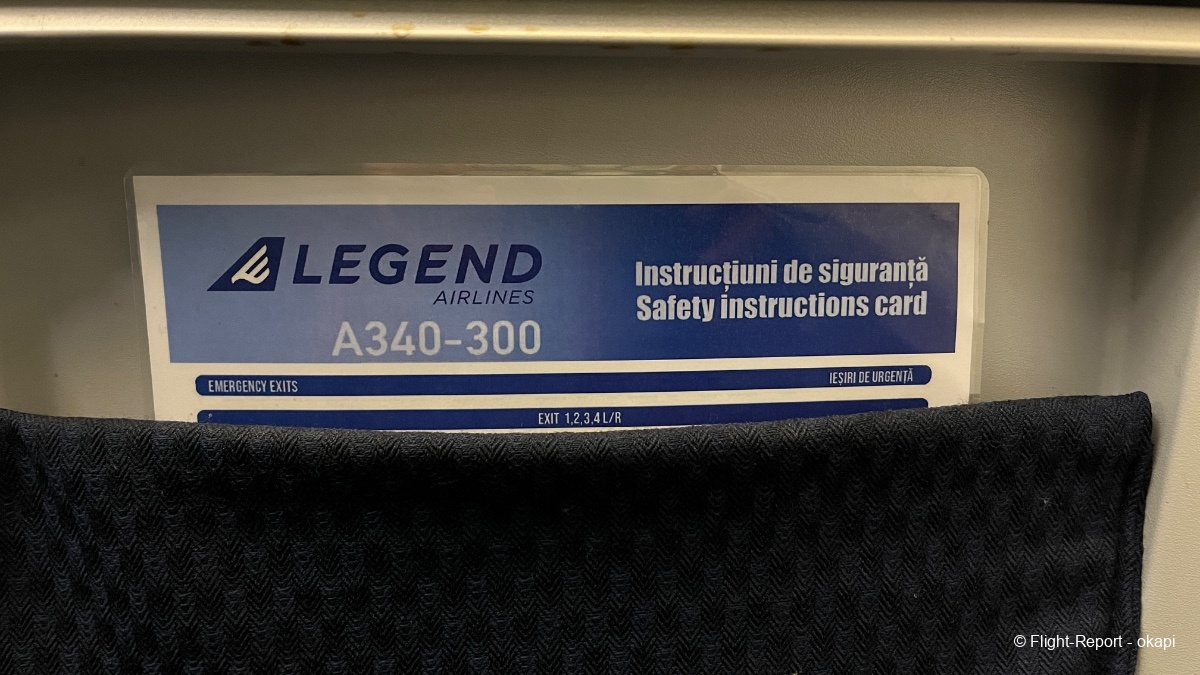 LEGEND
AIRLINES
A340-300
Instrucțiuni de siguranță
Safety instructions card
EMERGENCY EXITS
IEȘIRI DE URGENȚĂ
EXIT 1,2,3,4 L/R
© Flight-Report - okapi